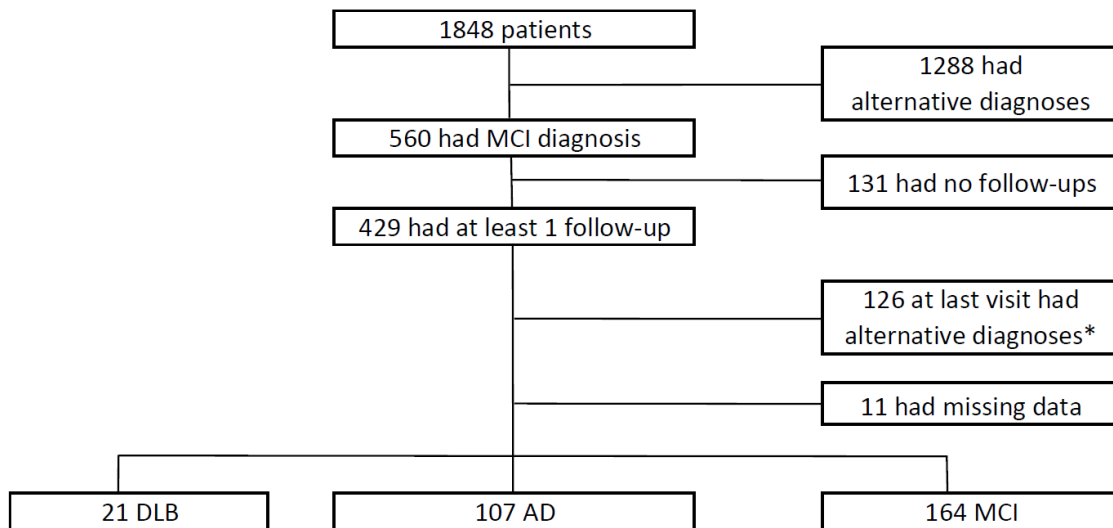 1848 patients
1288 had
alternative diagnoses
560 had MCI diagnosis
131 had no follow-ups
429 had at least 1 follow-up
126 at last visit had
alternative diagnoses*
11 had missing data
21 DLB
107 AD
164 MCI